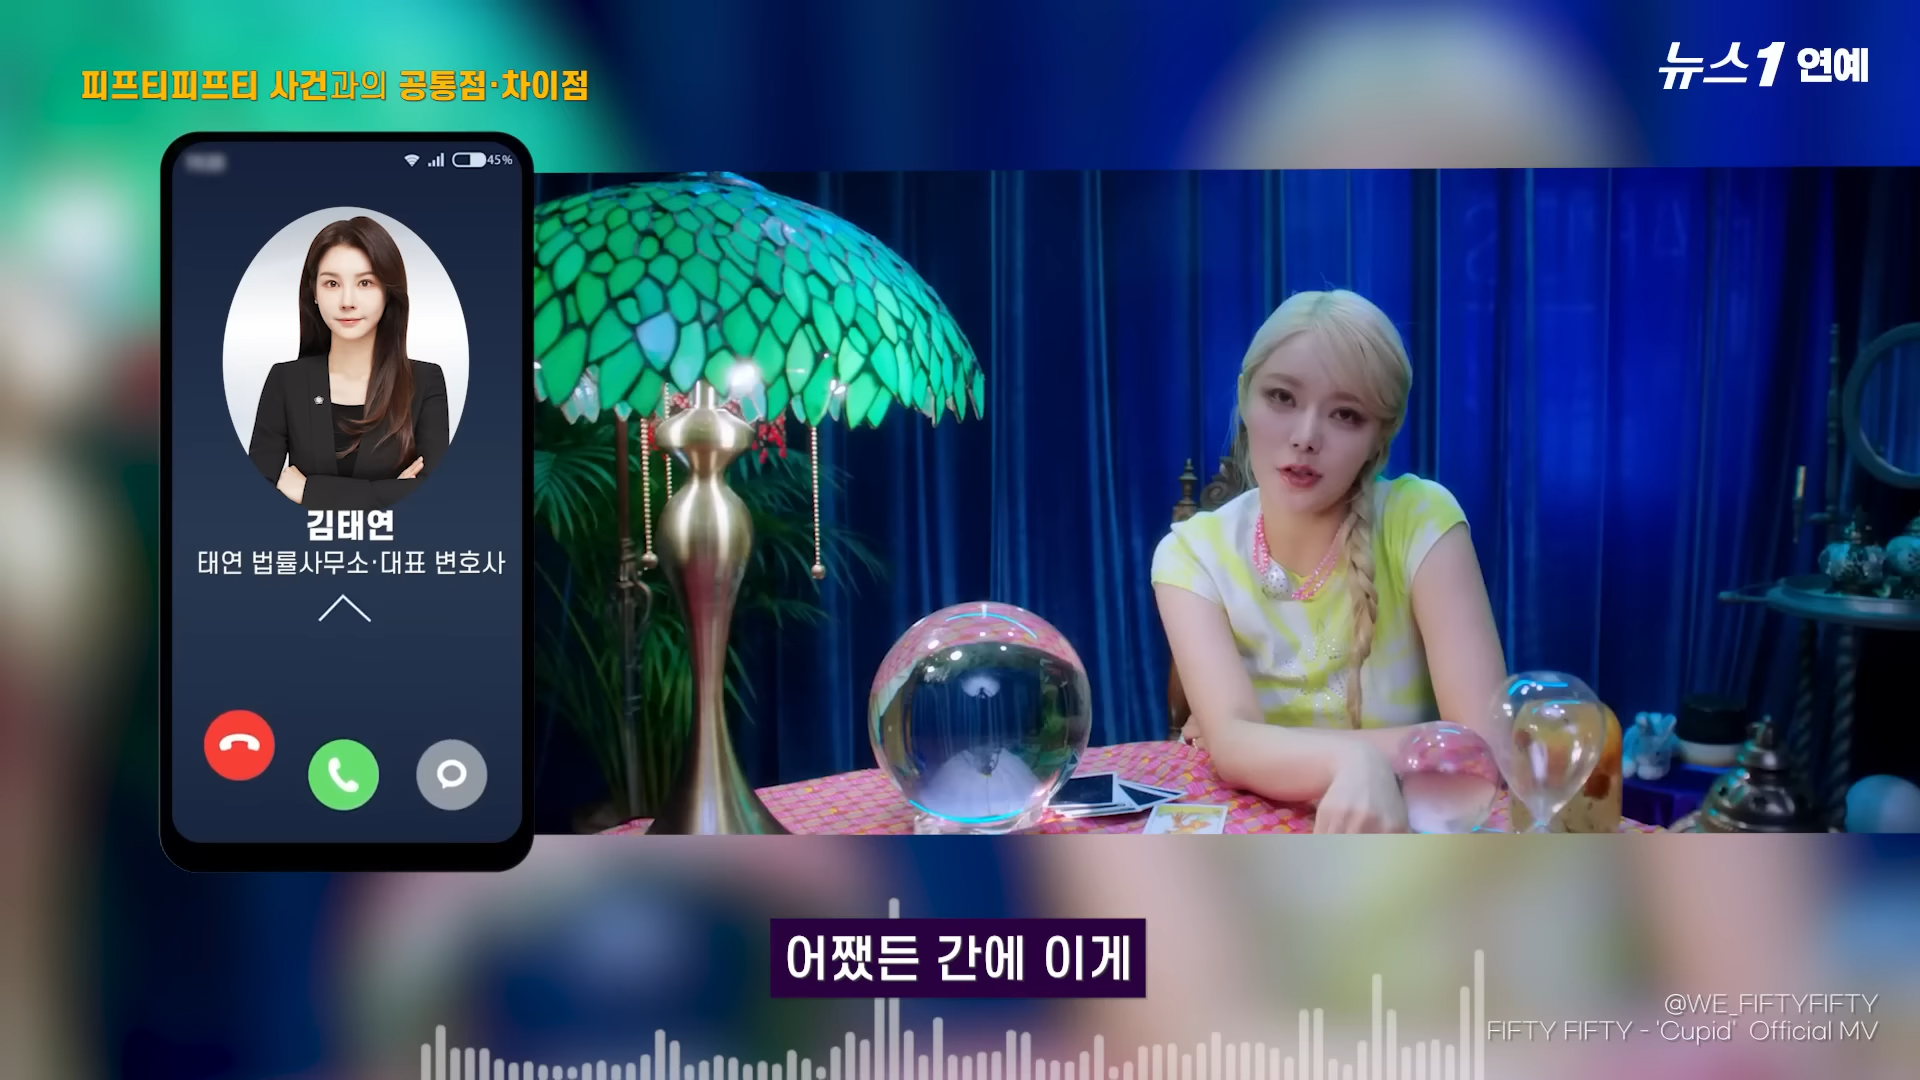 피프티피프티 사건과의 공통점·차이점
뉴스1 연예
45%
김태연
태연 법률사무소·대표 변호사
어쨌든 간에 이게
@WE_FIFTYFIFTY
FIFTY FIFTY - 'Cupid' Official MV